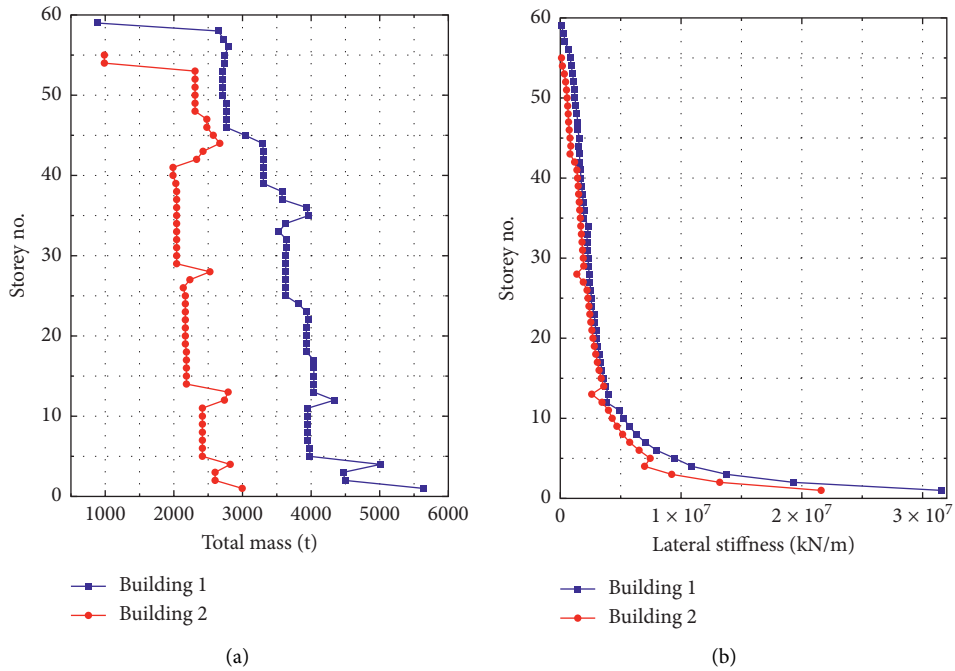 60
50
40
30
20
10
0
Storey no.
1000 2000 3000 4000 5000 6000
Total mass (t)
Building 1
Building 2
(a)
60
50
40
30
20
10
0
Storey no.
0 1 × 10⁷ 2 × 10⁷ 3 × 10⁷
Lateral stiffness (kN/m)
Building 1
Building 2
(b)